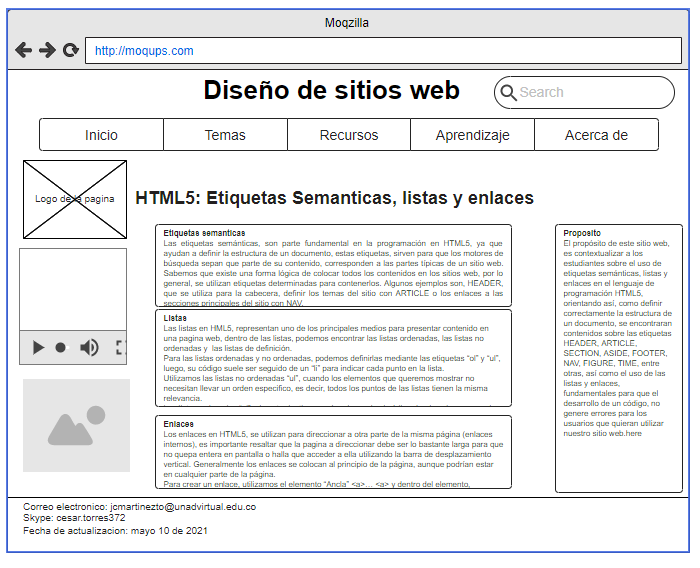 Moqzilla
http://moqups.com
Diseño de sitios web
Search
Inicio
Temas
Recursos
Aprendizaje
Acerca de
Logo de la pagina
HTML5: Etiquetas Semanticas, listas y enlaces
Etiquetas semanticas
Las etiquetas semánticas, son parte fundamental en la programación en HTML5, ya que
ayudan a definir la estructura de un documento, estas etiquetas, sirven para que los motores de
búsqueda sepan que parte de su contenido, corresponden a las partes típicas de un sitio web.
Sabemos que existe una forma lógica de colocar todos los contenidos en los sitios web, por lo
general, se utilizan etiquetas determinadas para contenerlos. Algunos ejemplos son, HEADER,
que se utiliza para la cabecera, definir los temas del sitio con ARTICLE o los enlaces a las
secciones principales del sitio con NAV.
Listas
Las listas en HML5, representan uno de los principales medios para presentar contenido en
una pagina web, dentro de las listas, podemos encontrar las listas ordenadas, las listas no
ordenadas y las listas de definición.
Para las listas ordenadas y no ordenadas, podemos definirlas mediante las etiquetas "ol" y "ul",
luego, su código suele ser seguido de un "li" para indicar cada punto en la lista.
Utilizamos las listas no ordenadas "ul", cuando los elementos que queremos mostrar no
necesitan llevar un orden especifico, es decir, todos los puntos de las listas tienen la misma
relevancia.
Enlaces
Los enlaces en HTML5, se utilizan para direccionar a otra parte de la misma página (enlaces
internos), es importante resaltar que la pagina a direccionar debe ser lo bastante larga para que
no quepa entera en pantalla o halla que acceder a ella utilizando la barra de desplazamiento
vertical. Generalmente los enlaces se colocan al principio de la página, aunque podrían estar
en cualquier parte de la página.
Para crear un enlace, utilizamos el elemento "Ancla" <a>… <a> y dentro del elemento,
Proposito
El propósito de este sitio web,
es contextualizar a los
estudiantes sobre el uso de
etiquetas semánticas, listas y
enlaces en el lenguaje de
programación HTML5,
orientando así, como definir
correctamente la estructura de
un documento, se encontraran
contenidos sobre las etiquetas
HEADER, ARTICLE,
SECTION, ASIDE, FOOTER,
NAV, FIGURE, TIME, entre
otras, así como el uso de las
listas y enlaces,
fundamentales para que el
desarrollo de un código, no
genere errores para los
usuarios que quieran utilizar
nuestro sitio web.here
Correo electronico: jcmartinezto@unadvirtual.edu.co
Skype: cesar.torres372
Fecha de actualizacion: mayo 10 de 2021